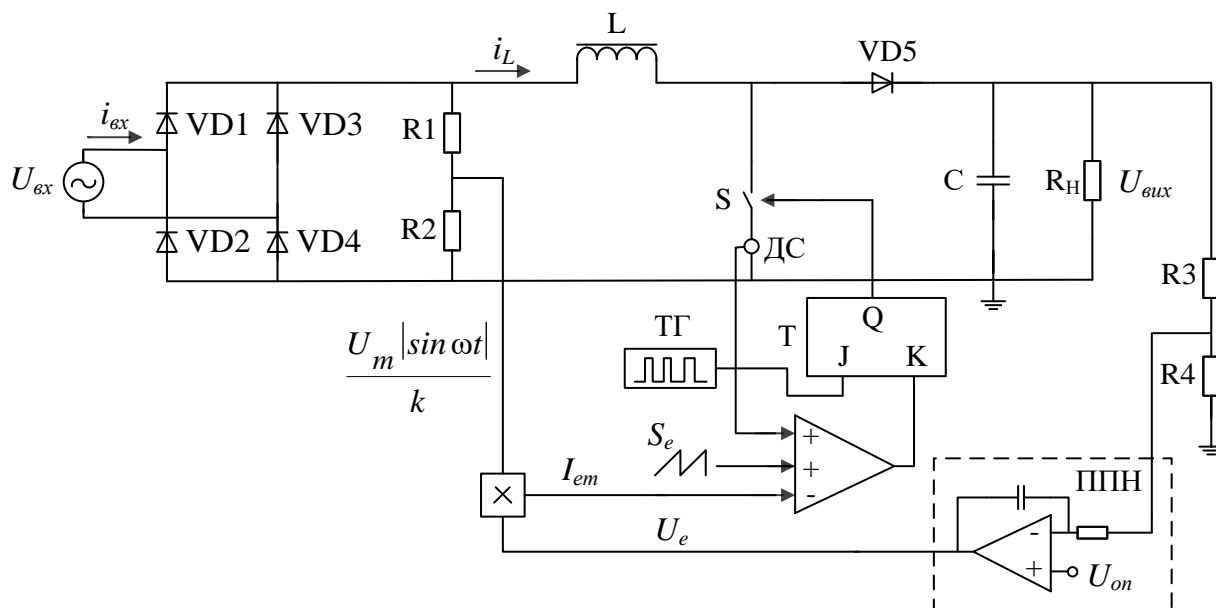 L
i_L
VD5
i_вх
VD1
VD3
R1
U_вх
S
C
R_Н
U_вих
VD2
VD4
R2
ДС
R3
ТГ
T
Q
J
K
U_m |sin ωt|
k
R4
S_e
+
+
-
ППН
I_em
×
U_e
-
+
U_on